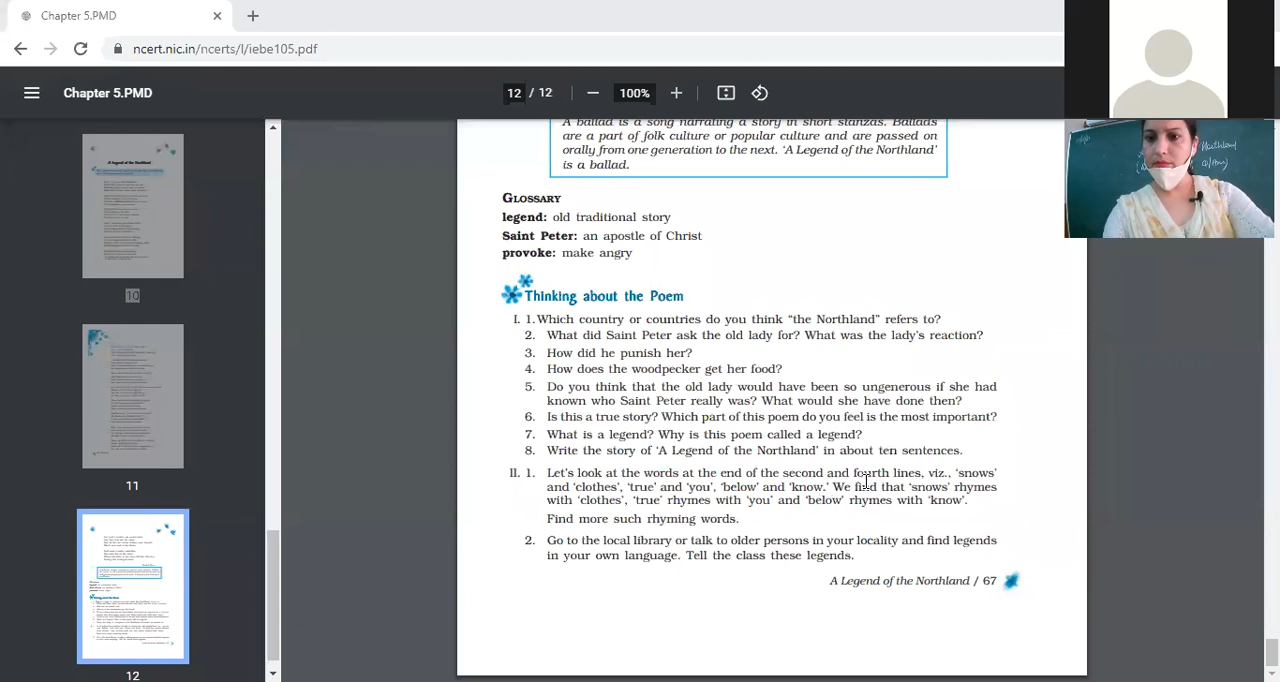 Chapter 5.PMD
ncert.nic.in/ncerts/l/iebe105.pdf
Chapter 5.PMD
12 / 12
100%
A ballad is a song narrating a story in short stanzas. Ballads
are a part of folk culture or popular culture and are passed on
orally from one generation to the next. 'A Legend of the Northland'
is a ballad.
GLOSSARY
legend: old traditional story
Saint Peter: an apostle of Christ
provoke: make angry
Thinking about the Poem
I. 1. Which country or countries do you think "the Northland" refers to?
2. What did Saint Peter ask the old lady for? What was the lady's reaction?
3. How did he punish her?
4. How does the woodpecker get her food?
5. Do you think that the old lady would have been so ungenerous if she had
known who Saint Peter really was? What would she have done then?
6. Is this a true story? Which part of this poem do you feel is the most important?
7. What is a legend? Why is this poem called a legend?
8. Write the story of 'A Legend of the Northland' in about ten sentences.
II. 1. Let's look at the words at the end of the second and fourth lines, viz., 'snows'
and 'clothes', 'true' and 'you', 'below' and 'know.' We find that 'snows' rhymes
with 'clothes', 'true' rhymes with 'you' and 'below' rhymes with 'know'.
Find more such rhyming words.
2. Go to the local library or talk to older persons in your locality and find legends
in your own language. Tell the class these legends.
A Legend of the Northland / 67
A Legend of the Northland
10
11
12